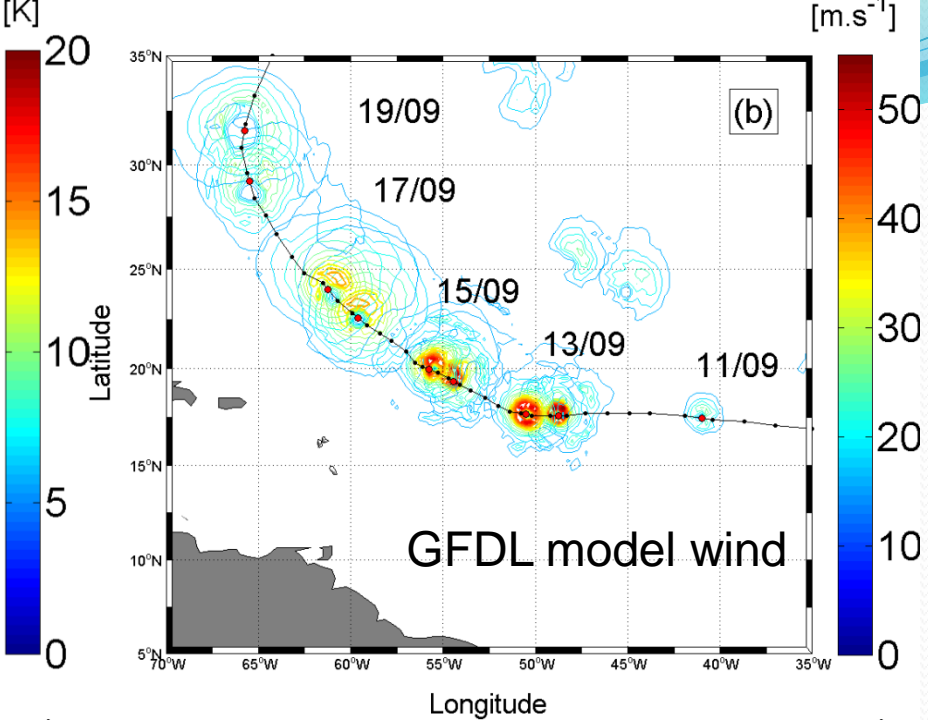 [K]
[m.s⁻¹]
20
15
10
5
0
Latitude
35°N
30°N
25°N
20°N
15°N
10°N
5°N
19/09
(b)
17/09
15/09
13/09
11/09
GFDL model wind
70°W 65°W 60°W 55°W 50°W 45°W 40°W 35°W
Longitude
50
40
30
20
10
0